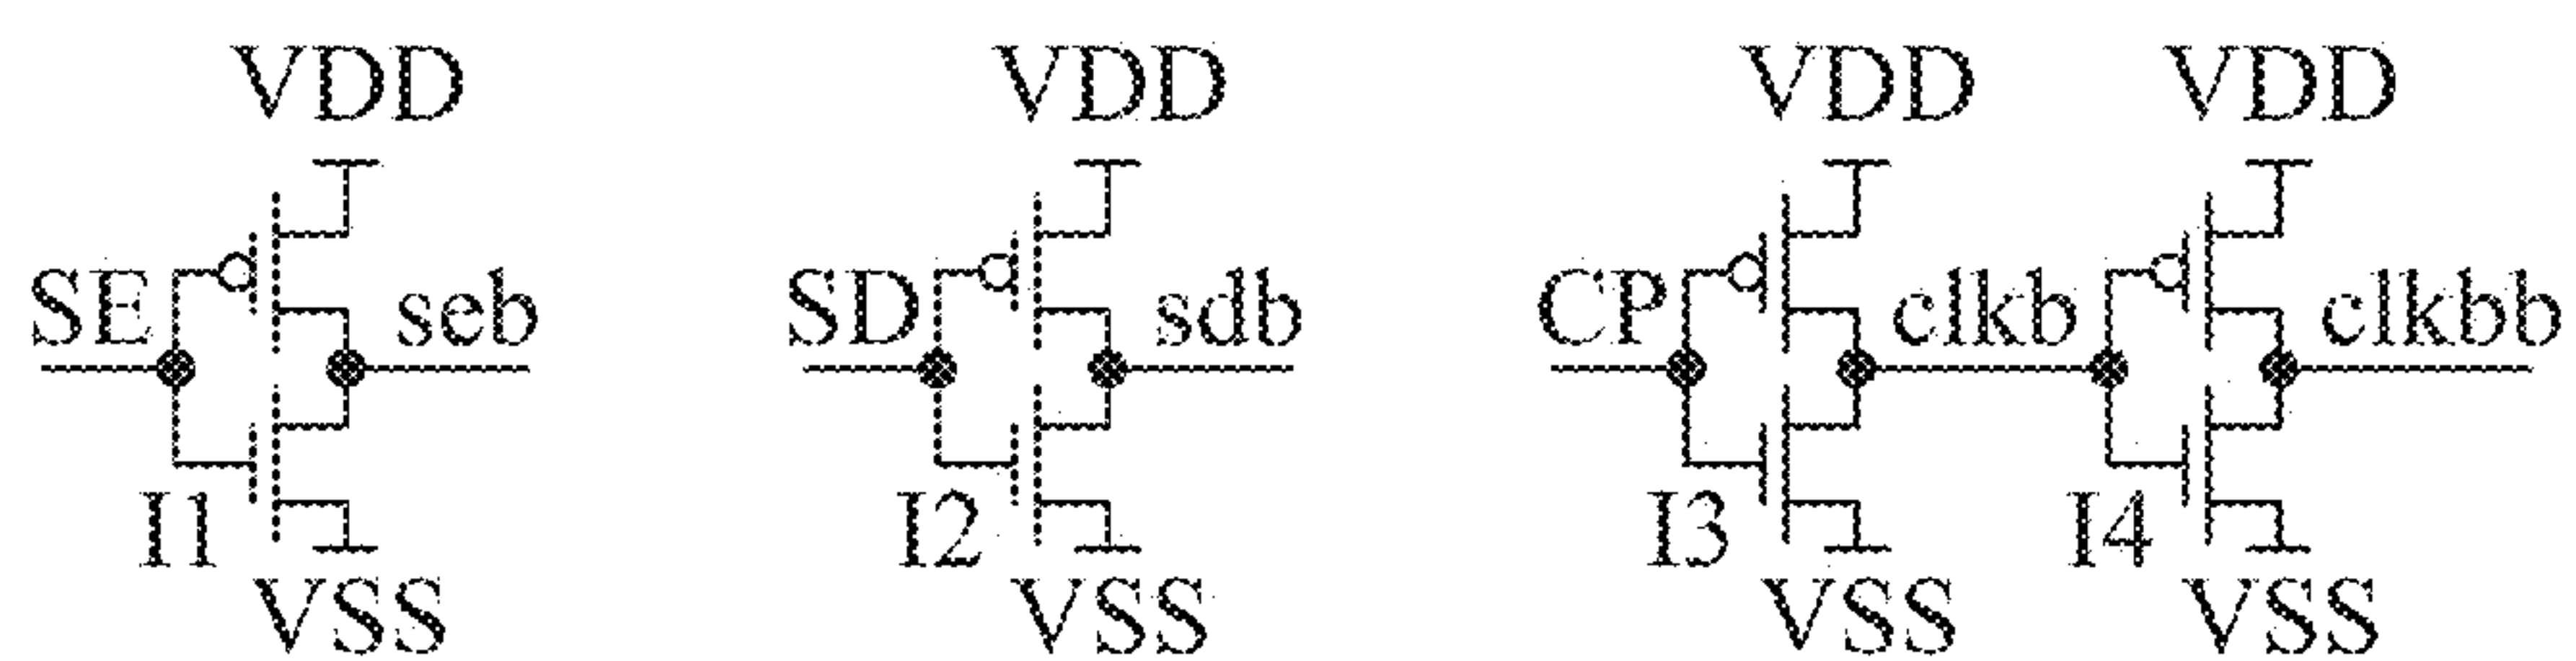 VDD VDD VDD VDD
SE seb SD sdb CP clkb clkbb
I1 I2 I3 I4
VSS VSS VSS VSS